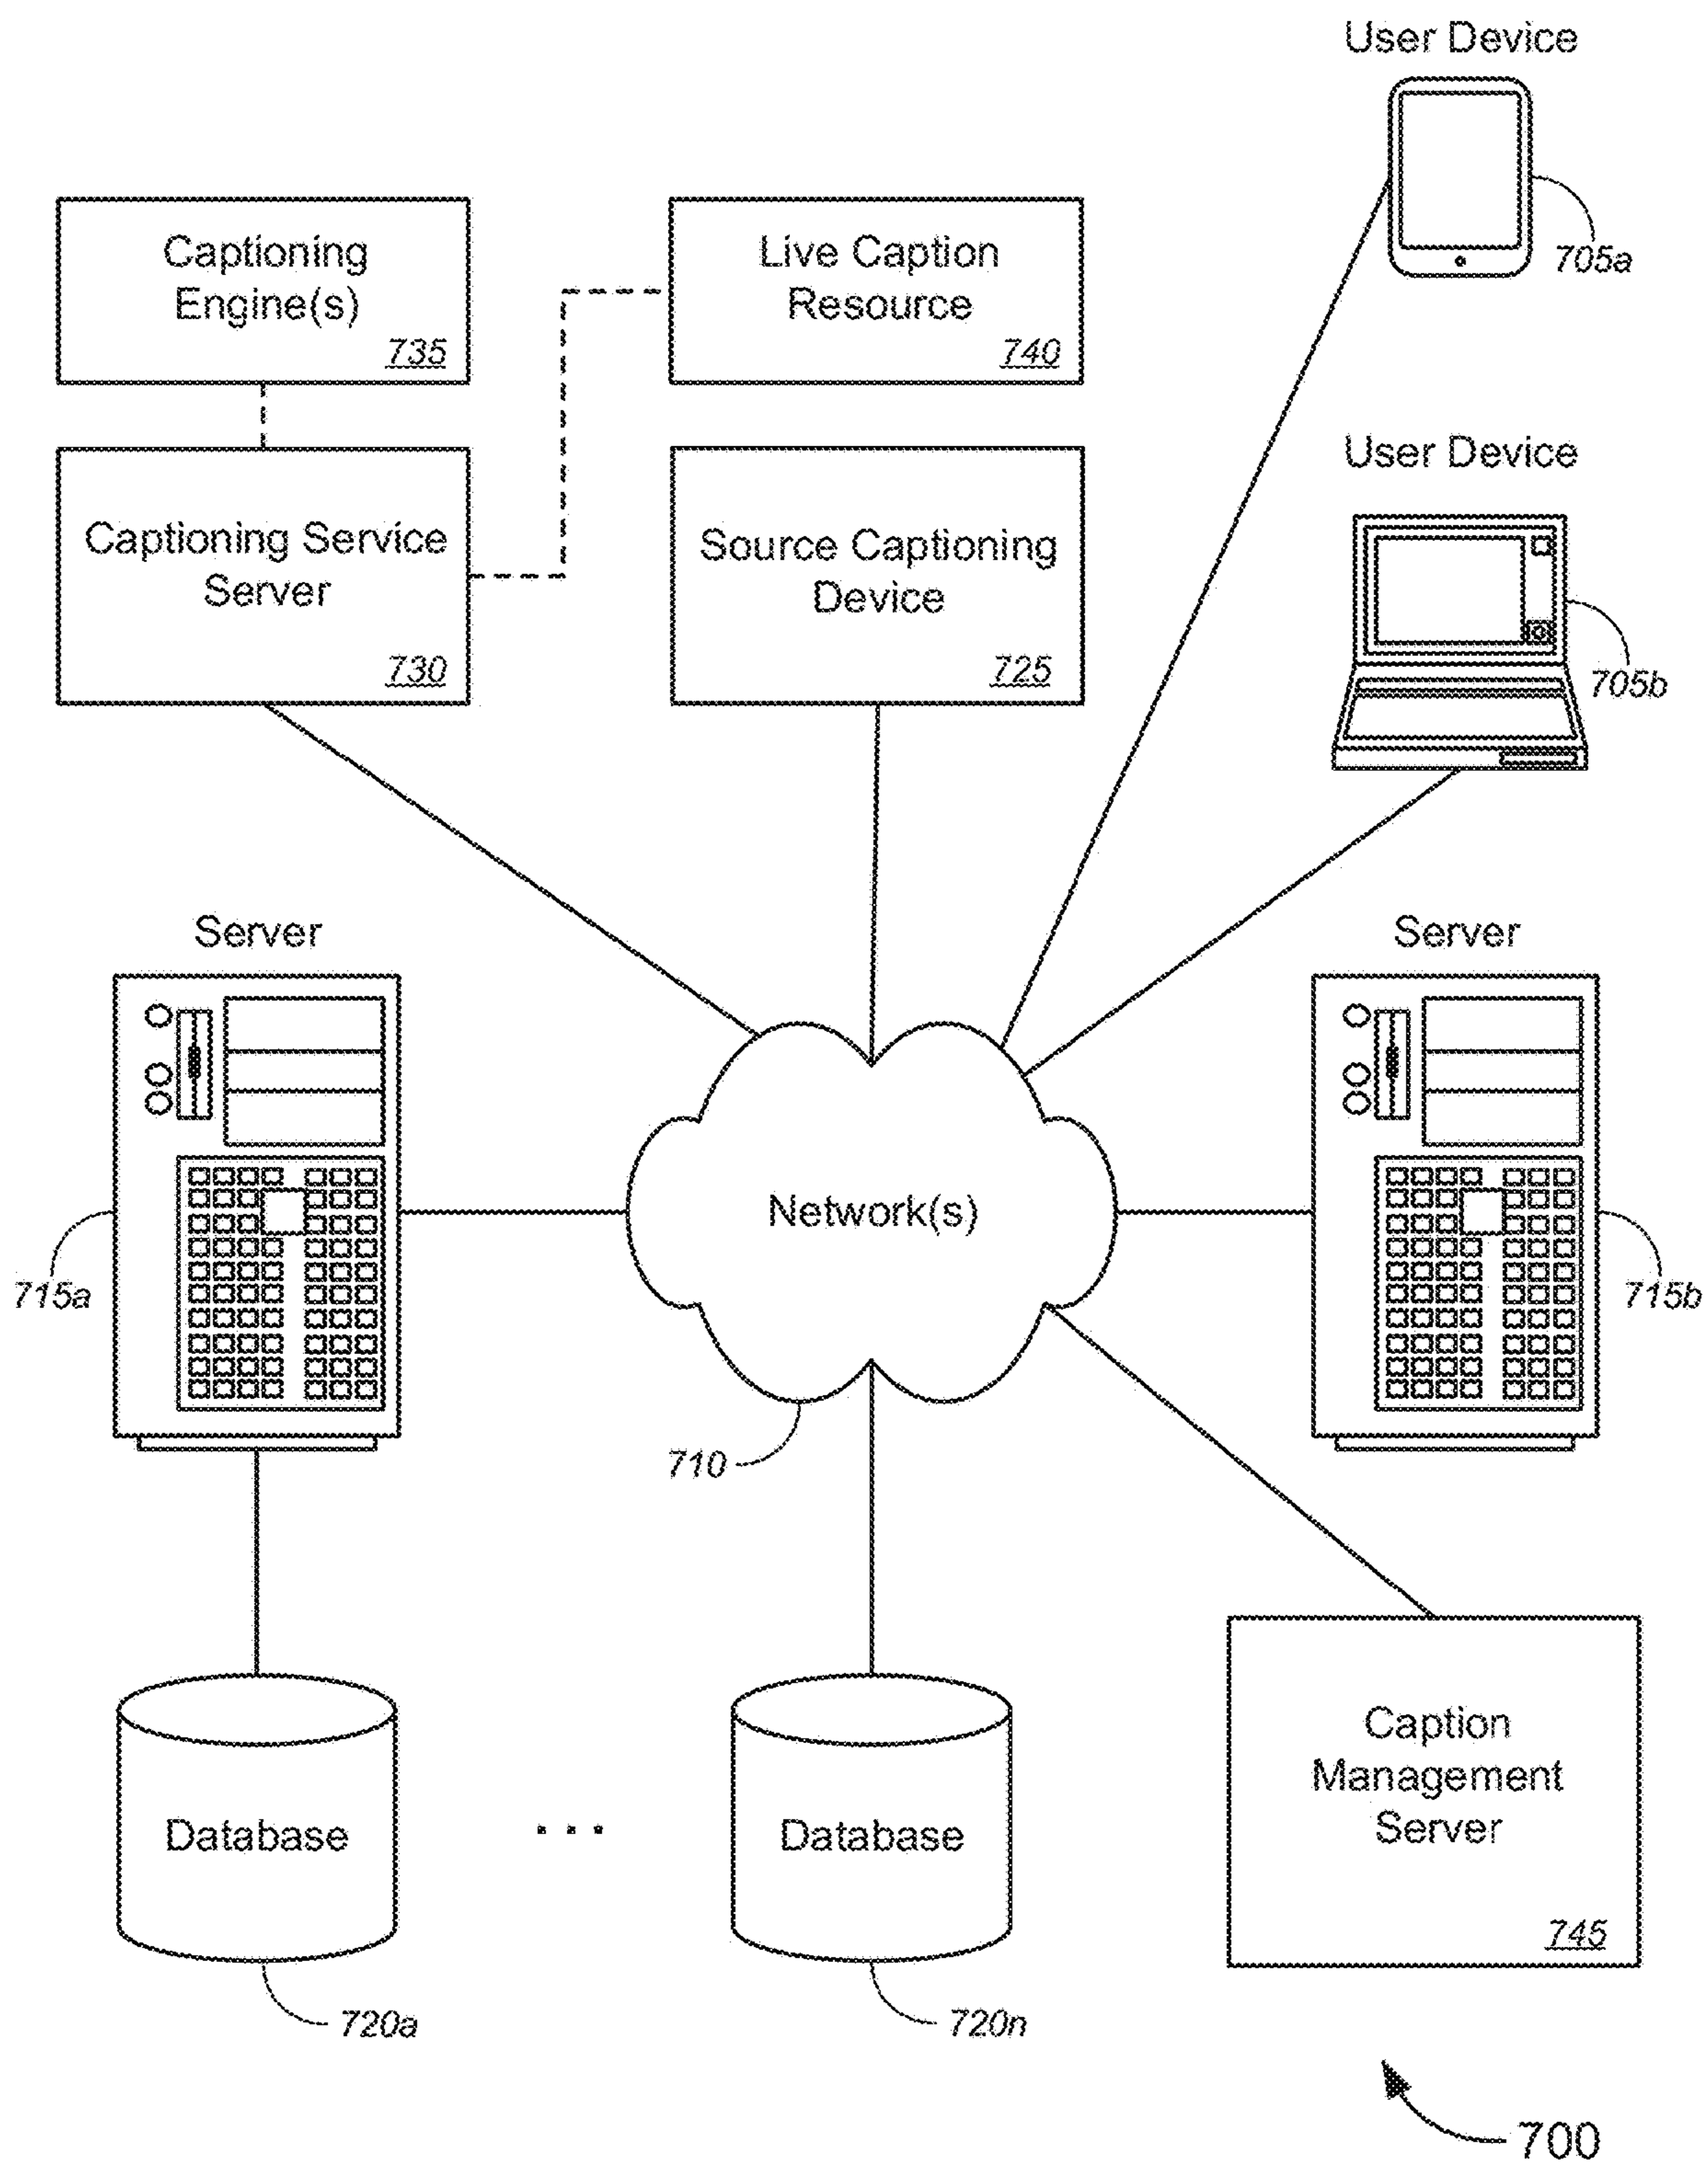 User Device
705a
Captioning
Engine(s)
735
Live Caption
Resource
740
User Device
705b
Captioning Service
Server
730
Source Captioning
Device
725
Server
715a
Network(s)
710
Server
715b
Database
720a
...
Database
720n
Caption
Management
Server
745
700